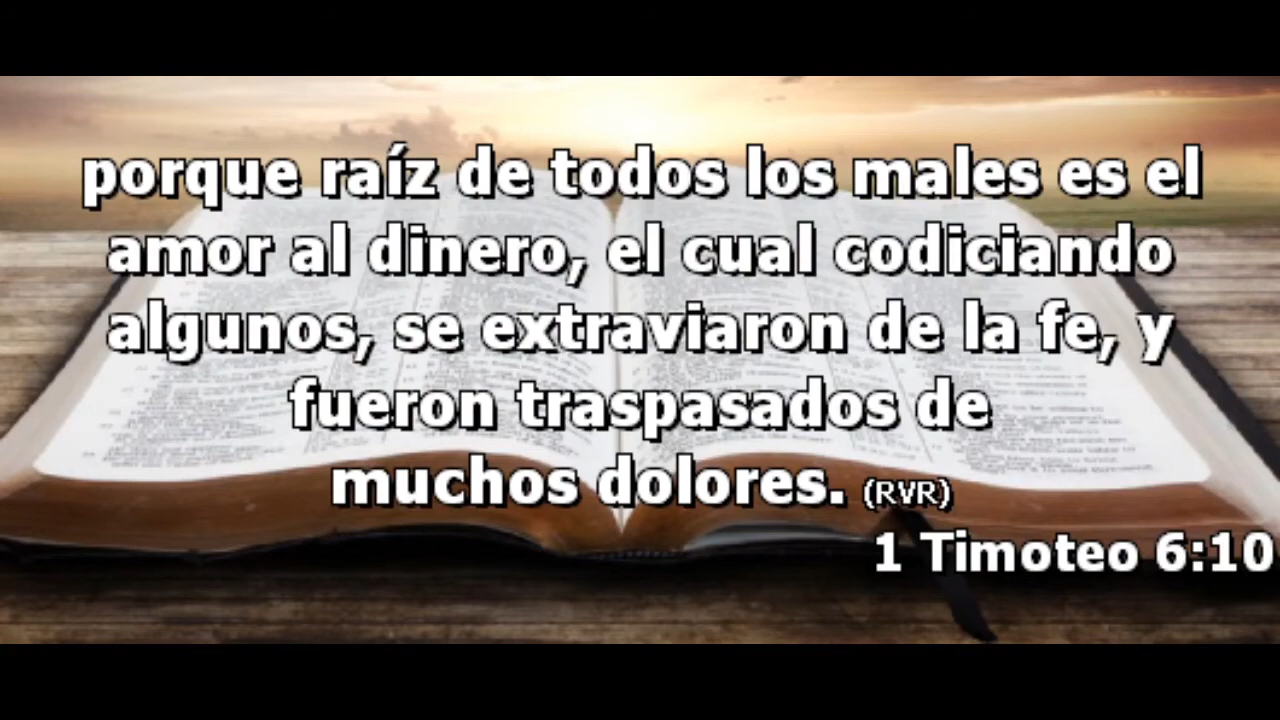 porque raíz de todos los males es el
amor al dinero, el cual codiciando
algunos, se extraviaron de la fe, y
fueron traspasados de
muchos dolores. (RVR)
1 Timoteo 6:10